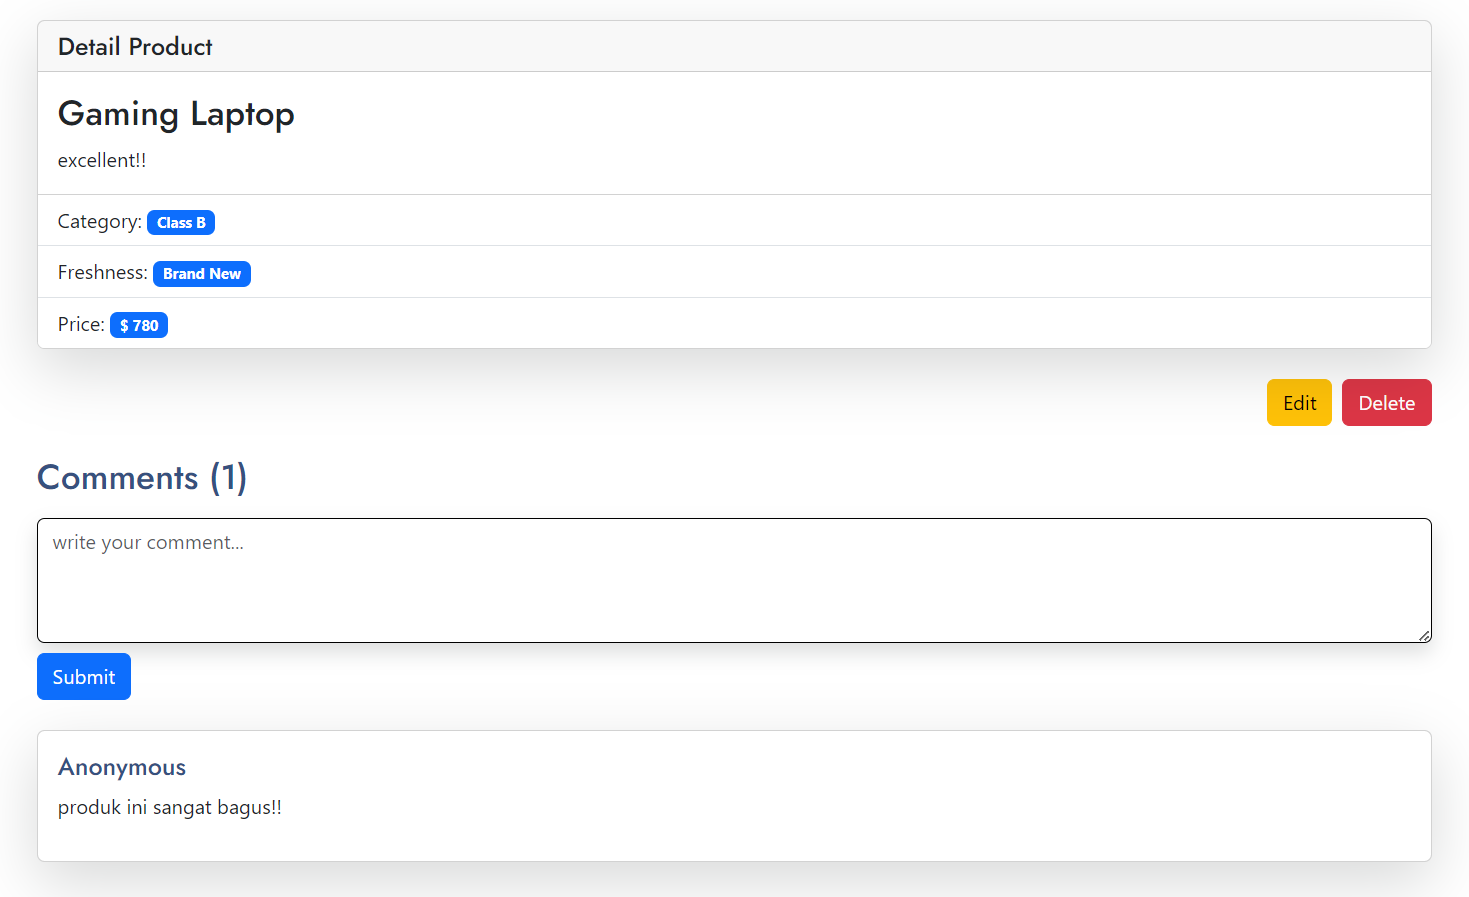 Detail Product
Gaming Laptop
excellent!!
Category: Class B
Freshness: Brand New
Price: $ 780
Edit Delete
Comments (1)
write your comment...
Submit
Anonymous
produk ini sangat bagus!!